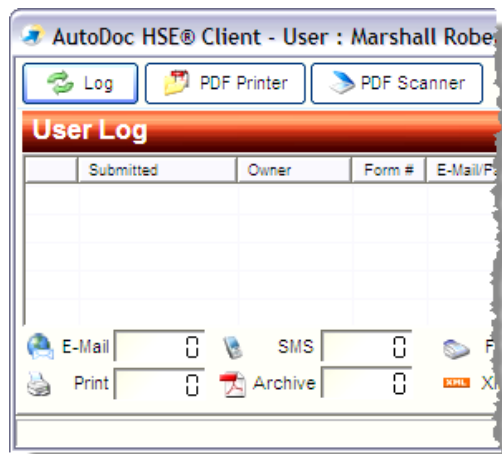 AutoDoc HSE® Client - User : Marshall Robe
Log PDF Printer PDF Scanner
User Log
Submitted Owner Form # E-Mail/Fa
E-Mail 0 SMS 0 F
Print 0 Archive 0 XML X